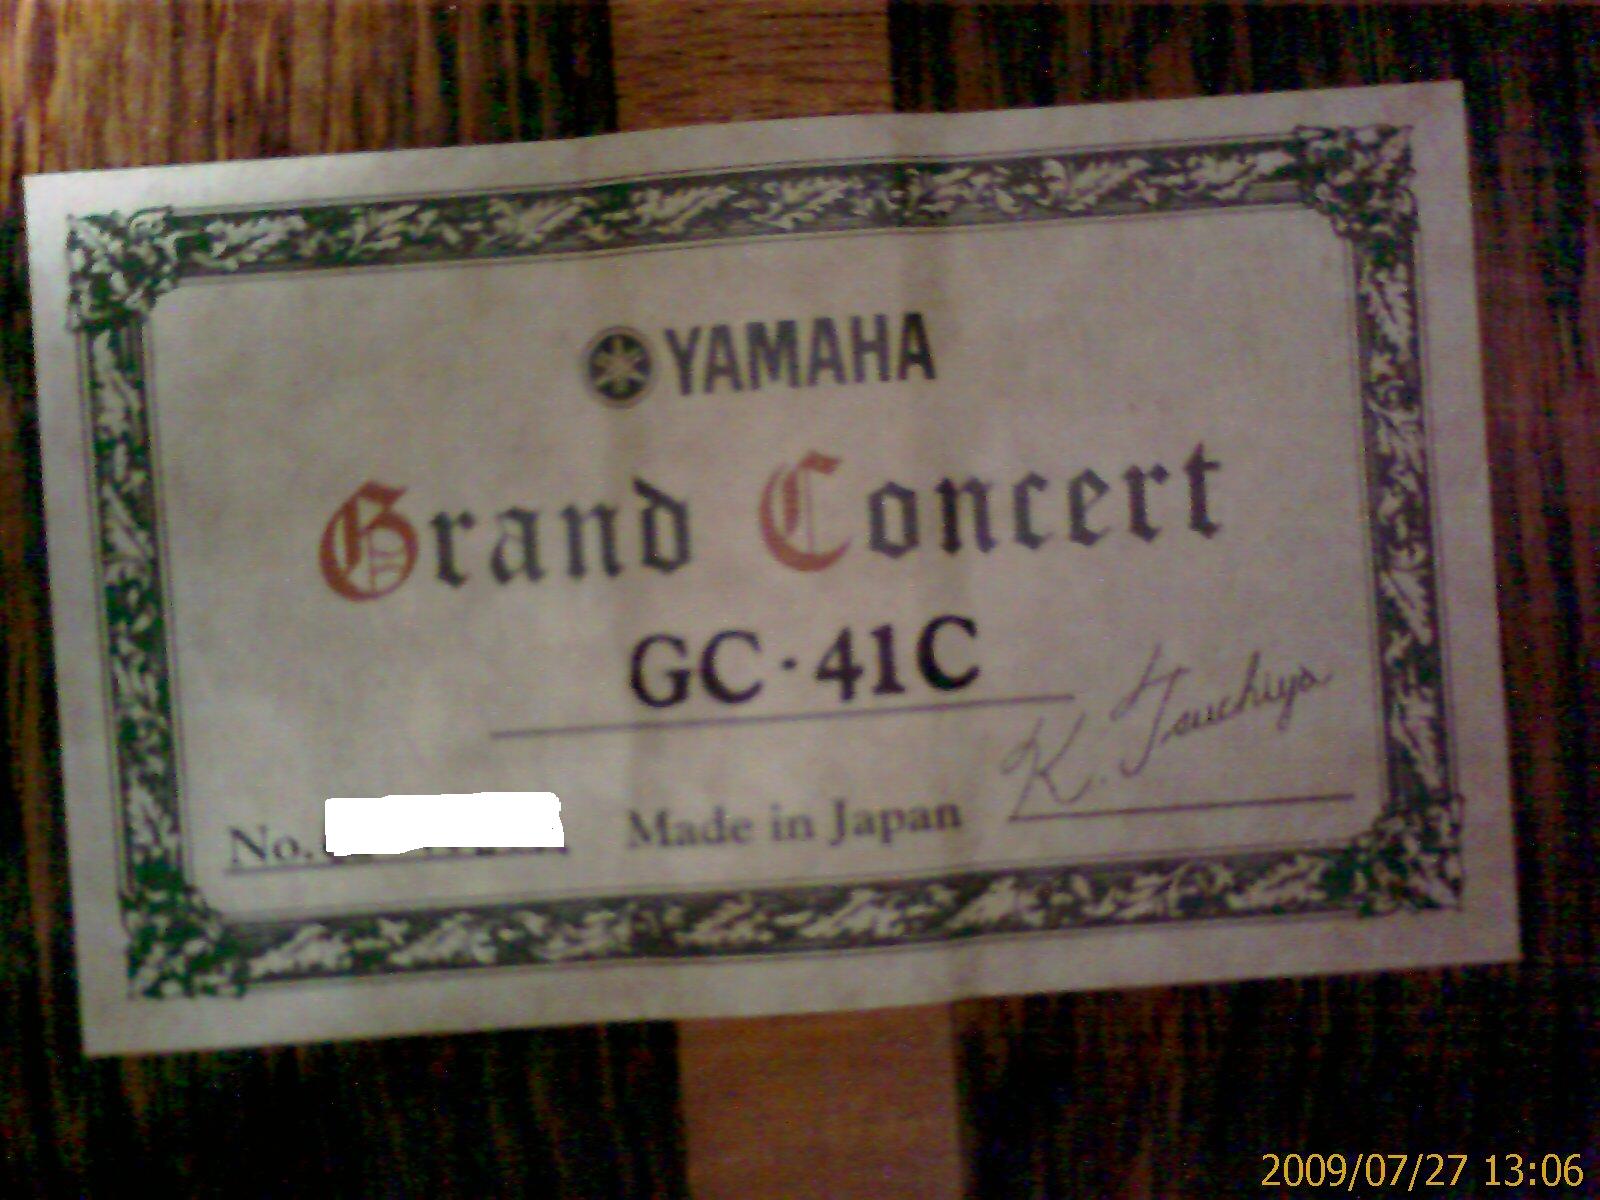 YAMAHA
Grand Concert
GC·41C
K. Tsuchiya
No. Made in Japan
2009/07/27 13:06